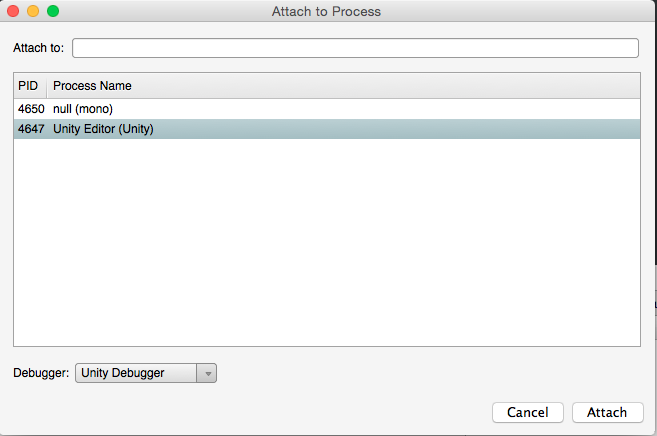 Attach to Process
Attach to:
PID Process Name
4650 null (mono)
4647 Unity Editor (Unity)
Debugger: Unity Debugger
Cancel Attach